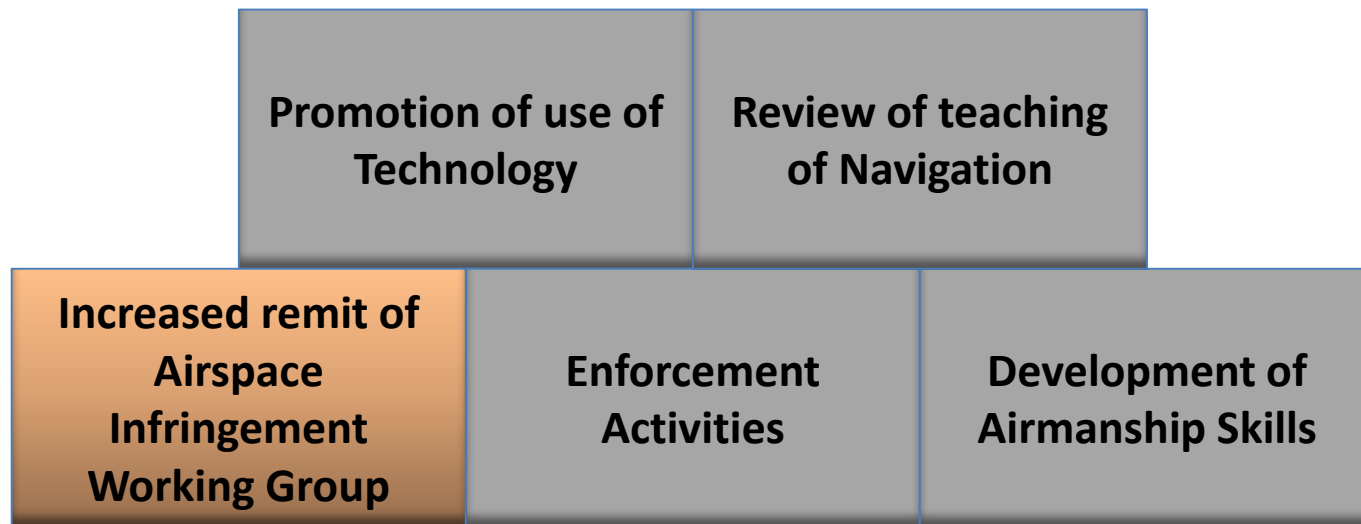 Promotion of use of
Technology
Review of teaching
of Navigation
Increased remit of
Airspace
Infringement
Working Group
Enforcement
Activities
Development of
Airmanship Skills